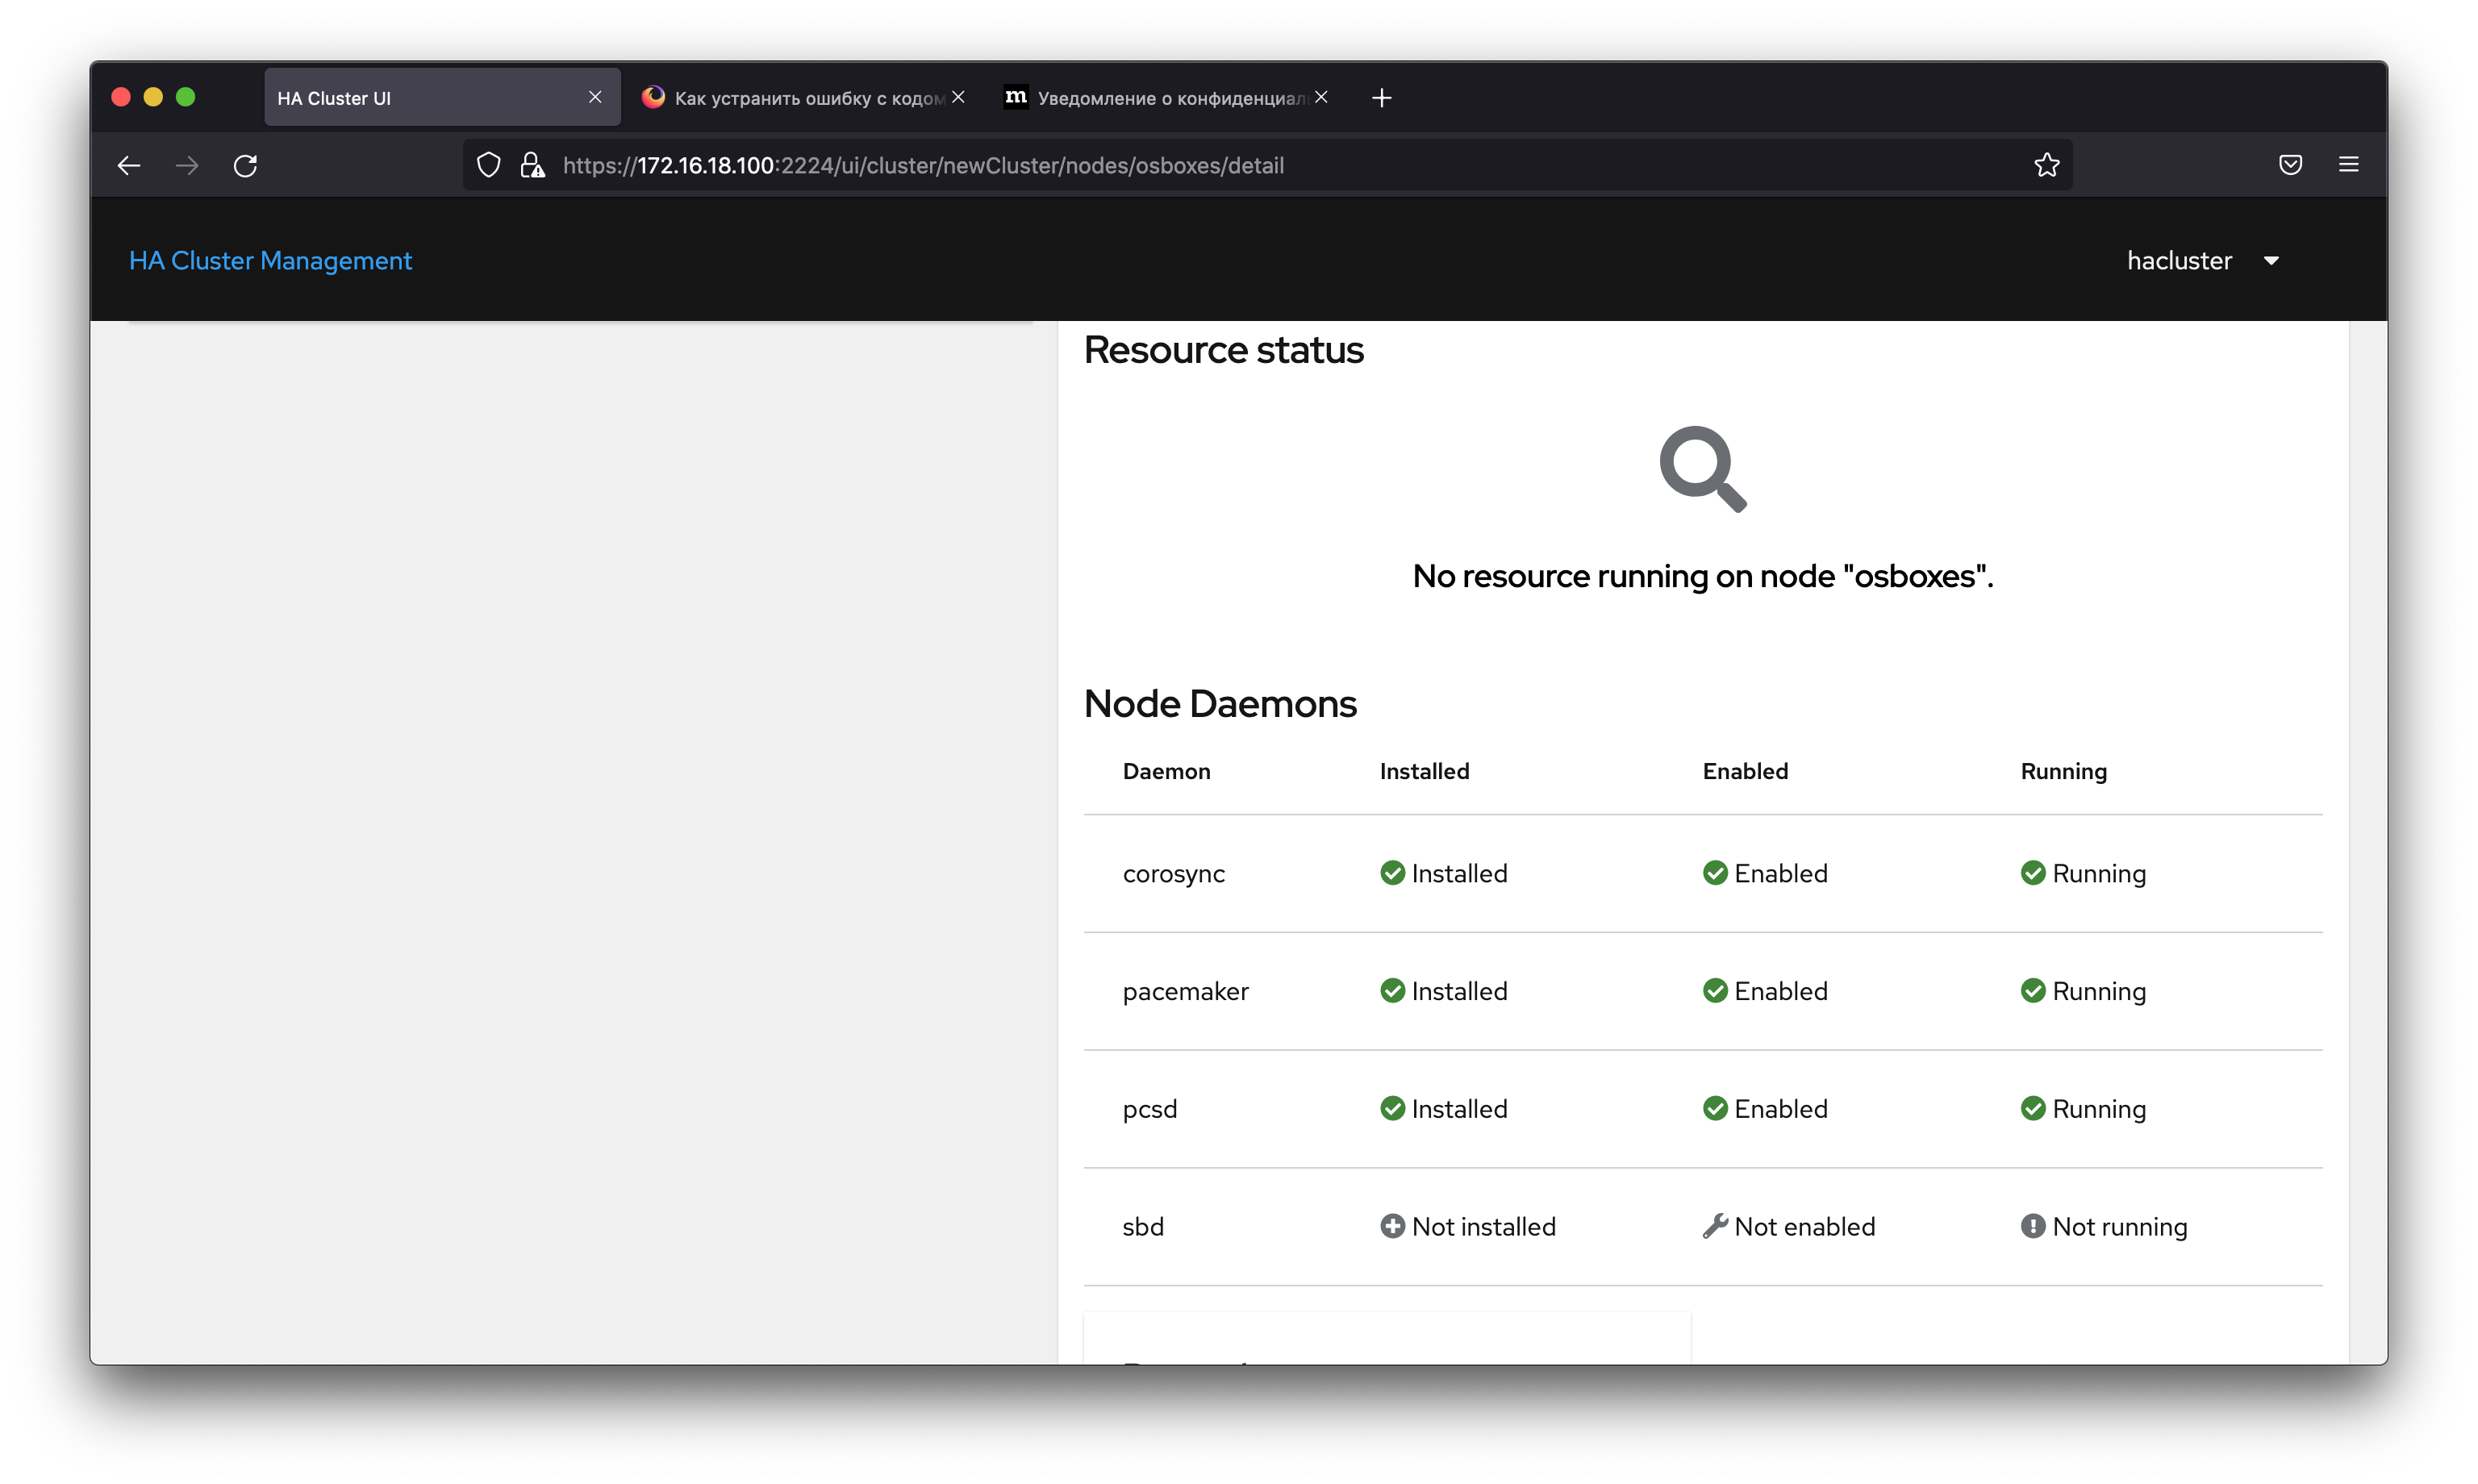 HA Cluster UI
Как устранить ошибку с кодом
m Уведомление о конфиденциал
https://172.16.18.100:2224/ui/cluster/newCluster/nodes/osboxes/detail
HA Cluster Management
hacluster
Resource status
No resource running on node "osboxes".
Node Daemons
Daemon Installed Enabled Running
corosync Installed Enabled Running
pacemaker Installed Enabled Running
pcsd Installed Enabled Running
sbd Not installed Not enabled Not running